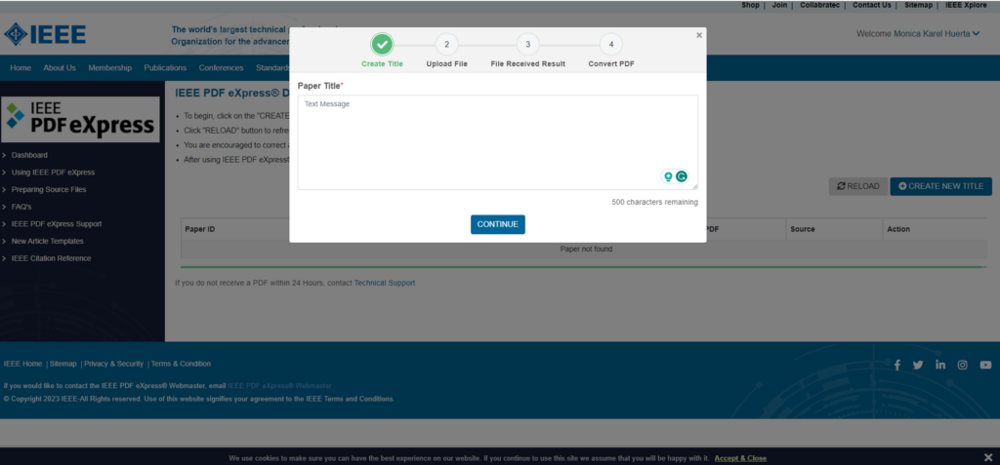 Shop | Join | Collabratec | Contact Us | Sitemap | IEEE Xplore
IEEE
The world's largest technical
Organization for the advancer
Welcome Monica Karel Huerta
Home About Us Membership Publications Conferences Standards
×
2 3 4
Create Title Upload File File Received Result Convert PDF
Paper Title*
Text Message
500 characters remaining
CONTINUE
IEEE
PDF eXpress
Dashboard
Using IEEE PDF eXpress
Preparing Source Files
FAQ's
IEEE PDF eXpress Support
New Article Templates
IEEE Citation Reference
IEEE PDF eXpress® D
To begin, click on the "CREATE
Click "RELOAD" button to refre
You are encouraged to correct a
After using IEEE PDF eXpress®
RELOAD CREATE NEW TITLE
Paper ID PDF Source Action
Paper not found
If you do not receive a PDF within 24 Hours, contact Technical Support
IEEE Home | Sitemap | Privacy & Security | Terms & Condition
If you would like to contact the IEEE PDF eXpress® Webmaster, email IEEE PDF eXpress® Webmaster
© Copyright 2023 IEEE-All Rights reserved. Use of this website signifies your agreement to the IEEE Terms and Conditions.
We use cookies to make sure you can have the best experience on our website. If you continue to use this site we assume that you will be happy with it. Accept & Close